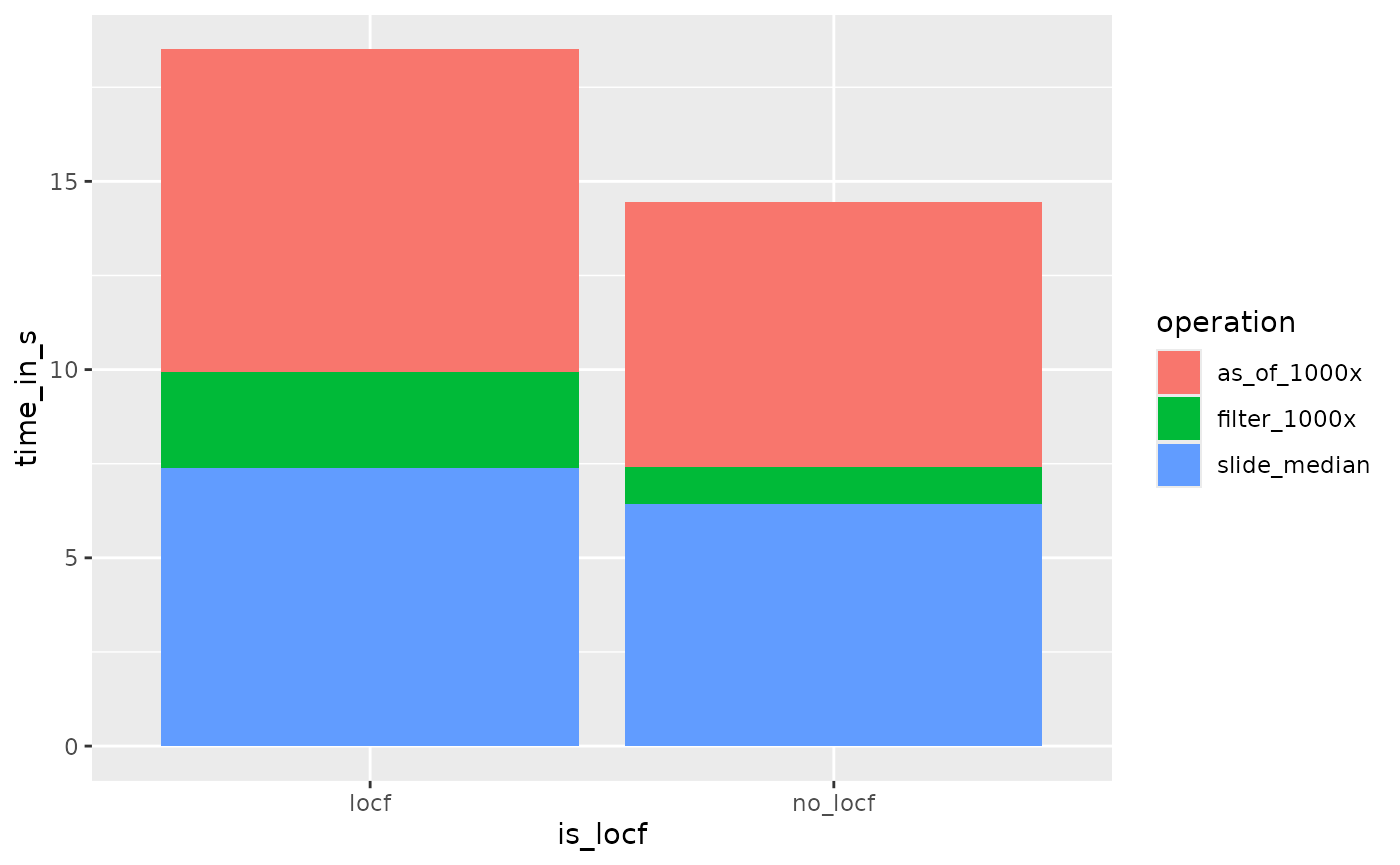 time_in_s
15
10
5
0
locf
no_locf
is_locf
operation
as_of_1000x
filter_1000x
slide_median